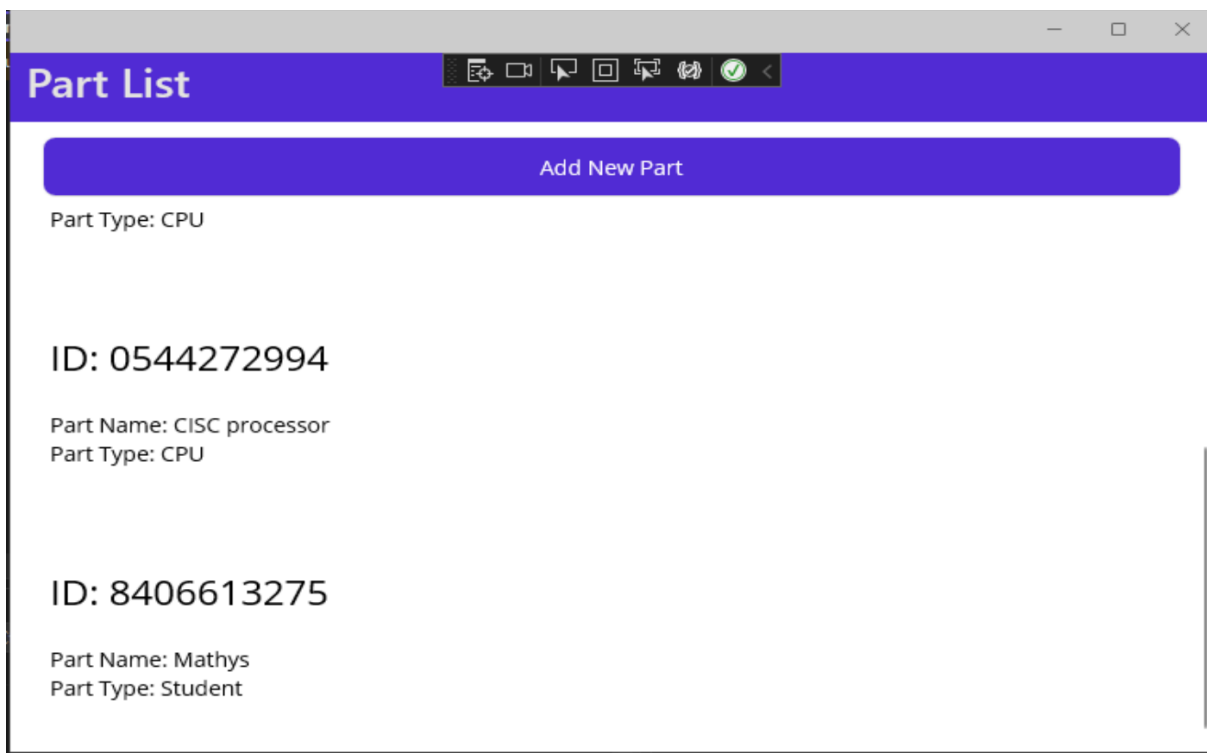 Part List
Add New Part
Part Type: CPU
ID: 0544272994
Part Name: CISC processor
Part Type: CPU
ID: 8406613275
Part Name: Mathys
Part Type: Student